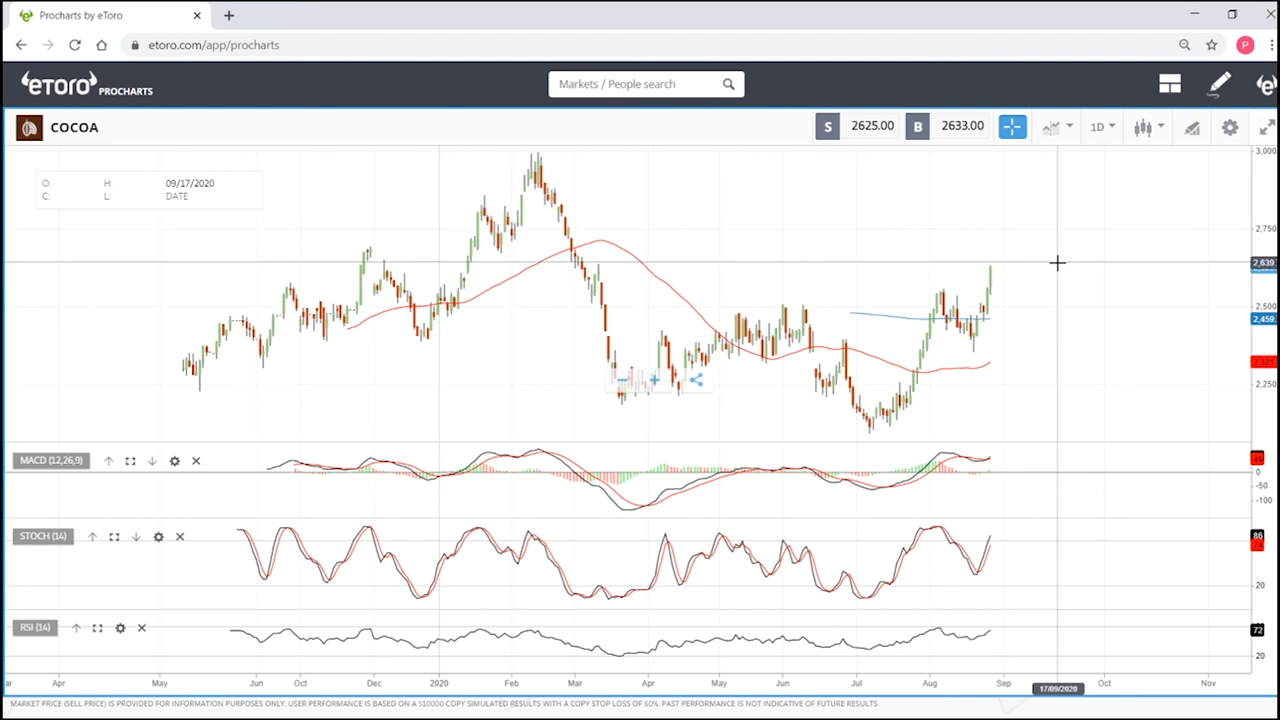 Procharts by eToro
etoro.com/app/procharts
P
eToro PROCHARTS
Markets / People search
COCOA
S 2625.00 B 2633.00 1D
3,000
O: H: 09/17/2020
C: L: DATE
2,750
2,639
2,500
2,459
2,250
MACD (12,26,9)
0
-50
-100
STOCH (14)
86
20
RSI (14)
72
20
Apr May Jun Oct Dec 2020 Feb Mar Apr May Jun Jul Aug Sep Oct Nov
17/09/2020
MARKET PRICE (SELL PRICE) IS PROVIDED FOR INFORMATION PURPOSES ONLY. USER PERFORMANCE IS BASED ON A $10000 COPY SIMULATED RESULTS WITH A COPY STOP LOSS OF 60%. PAST PERFORMANCE IS NOT INDICATIVE OF FUTURE RESULTS.